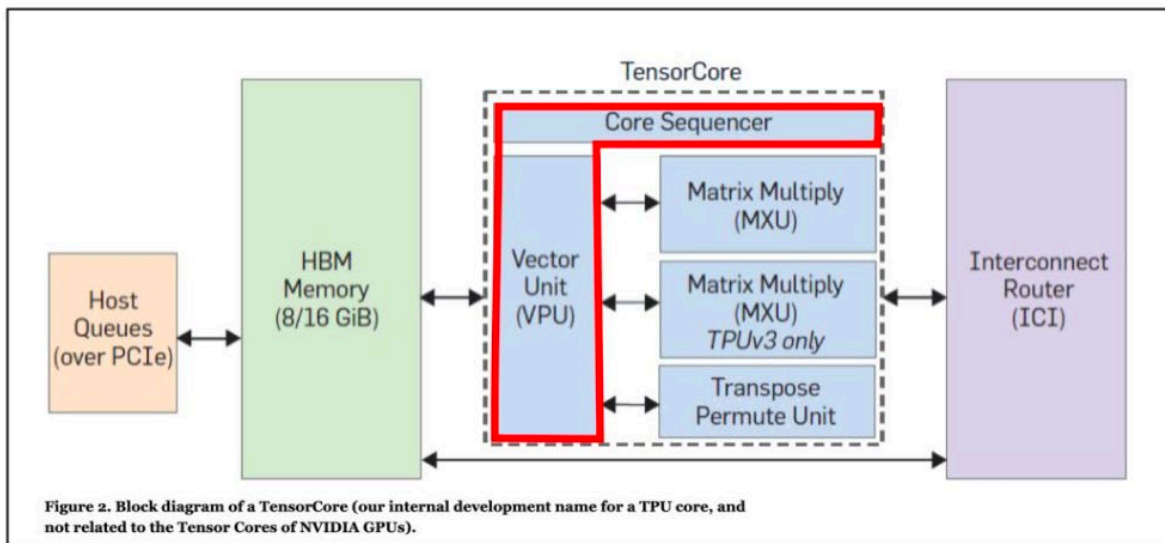 TensorCore
Core Sequencer
Host
Queues
(over PCIe)
HBM
Memory
(8/16 GiB)
Vector
Unit
(VPU)
Matrix Multiply
(MXU)
Matrix Multiply
(MXU)
TPUv3 only
Transpose
Permute Unit
Interconnect
Router
(ICI)
Figure 2. Block diagram of a TensorCore (our internal development name for a TPU core, and
not related to the Tensor Cores of NVIDIA GPUs).